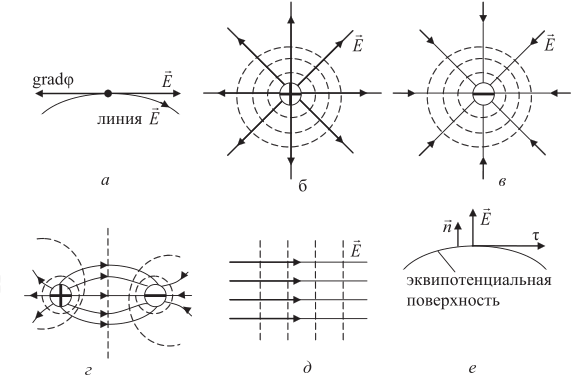 gradφ
E⃗
линия E⃗
а
E⃗
б
E⃗
в
г
E⃗
д
n⃗
E⃗
τ
эквипотенциальная
поверхность
е